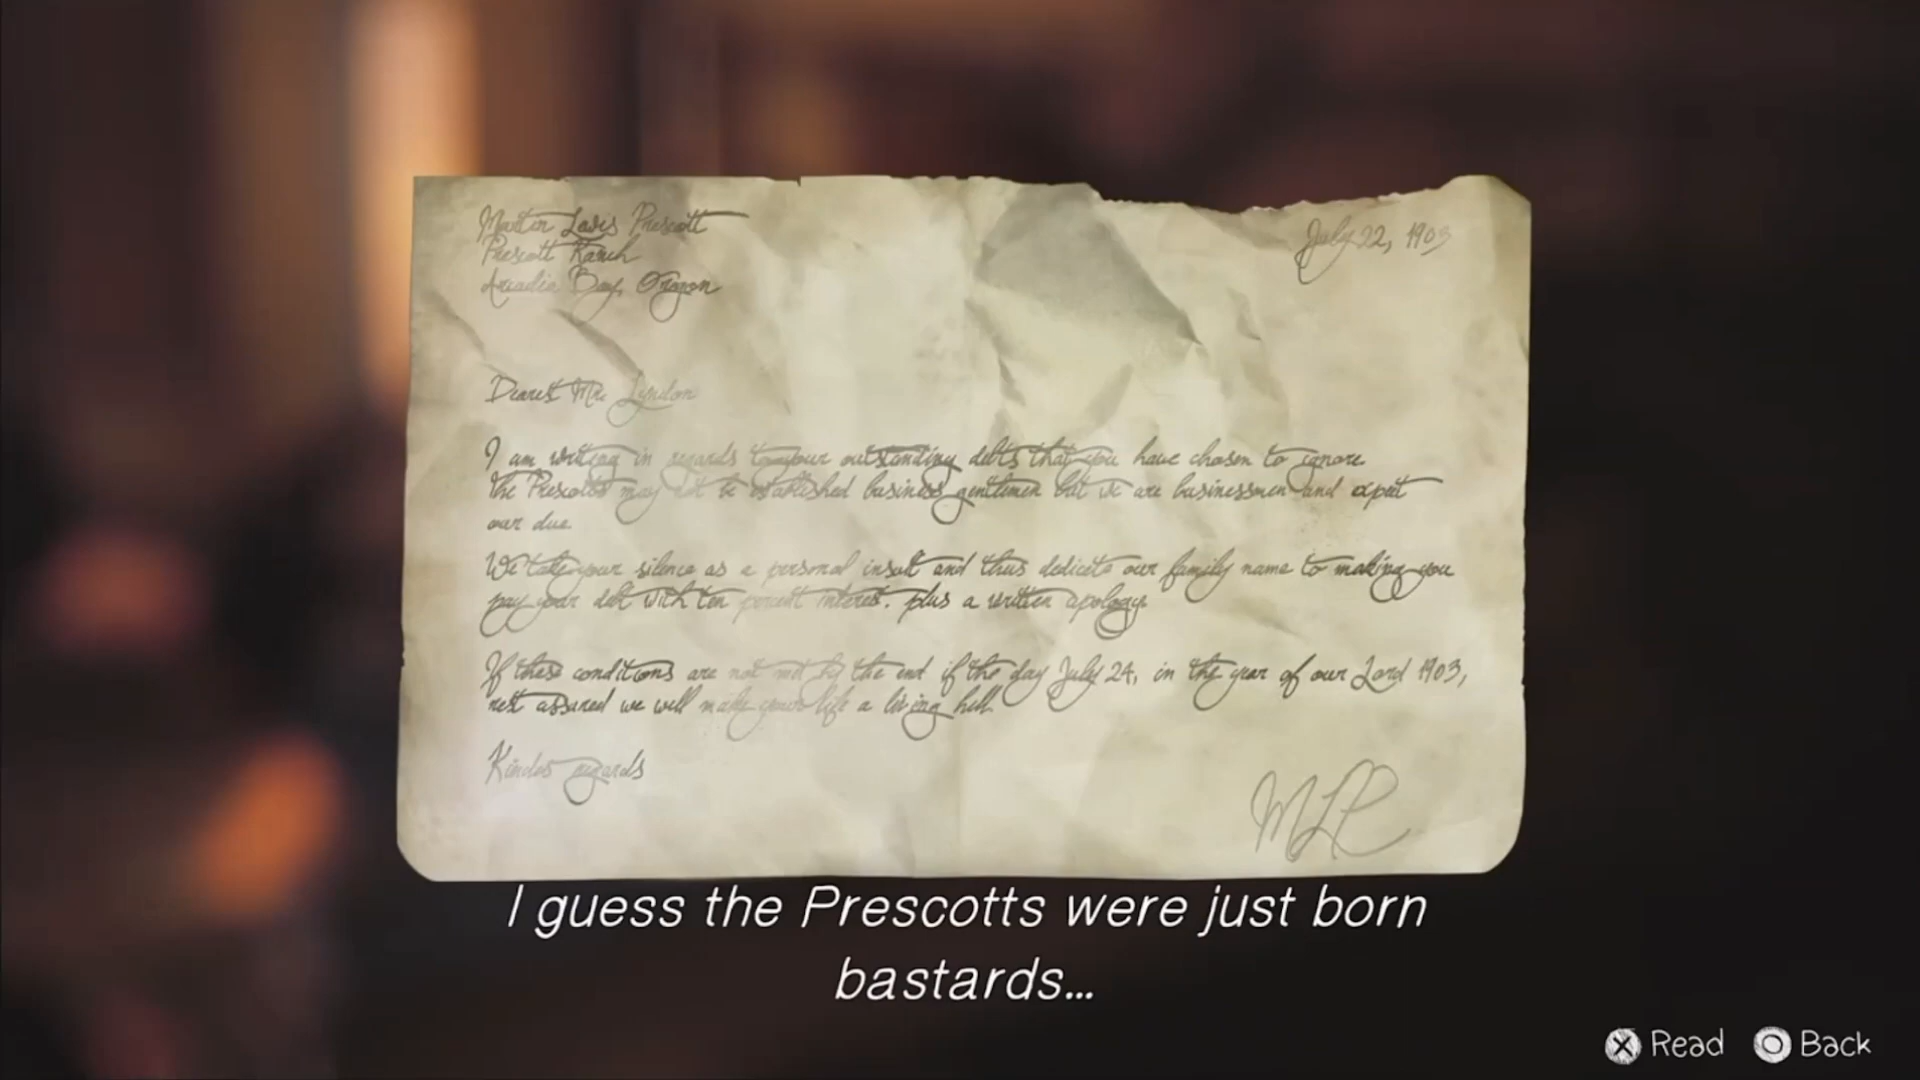 Martin Lewis Prescott
July 22, 1903
Prescott Ranch
Arcadia Bay, Oregon
Dearest Mr. Lyndon
I am writing in regards to your outstanding debts that you have chosen to ignore.
The Prescotts may not be established business gentlemen but we are businessmen and expect
our due.
We take your silence as a personal insult and thus dedicate our family name to making you
pay your debt with ten percent interest, plus a written apology.
If these conditions are not met by the end if the day July 24, in the year of our Lord 1903,
rest assured we will make your life a living hell.
Kindest regards
MLP
I guess the Prescotts were just born
bastards...
Read Back